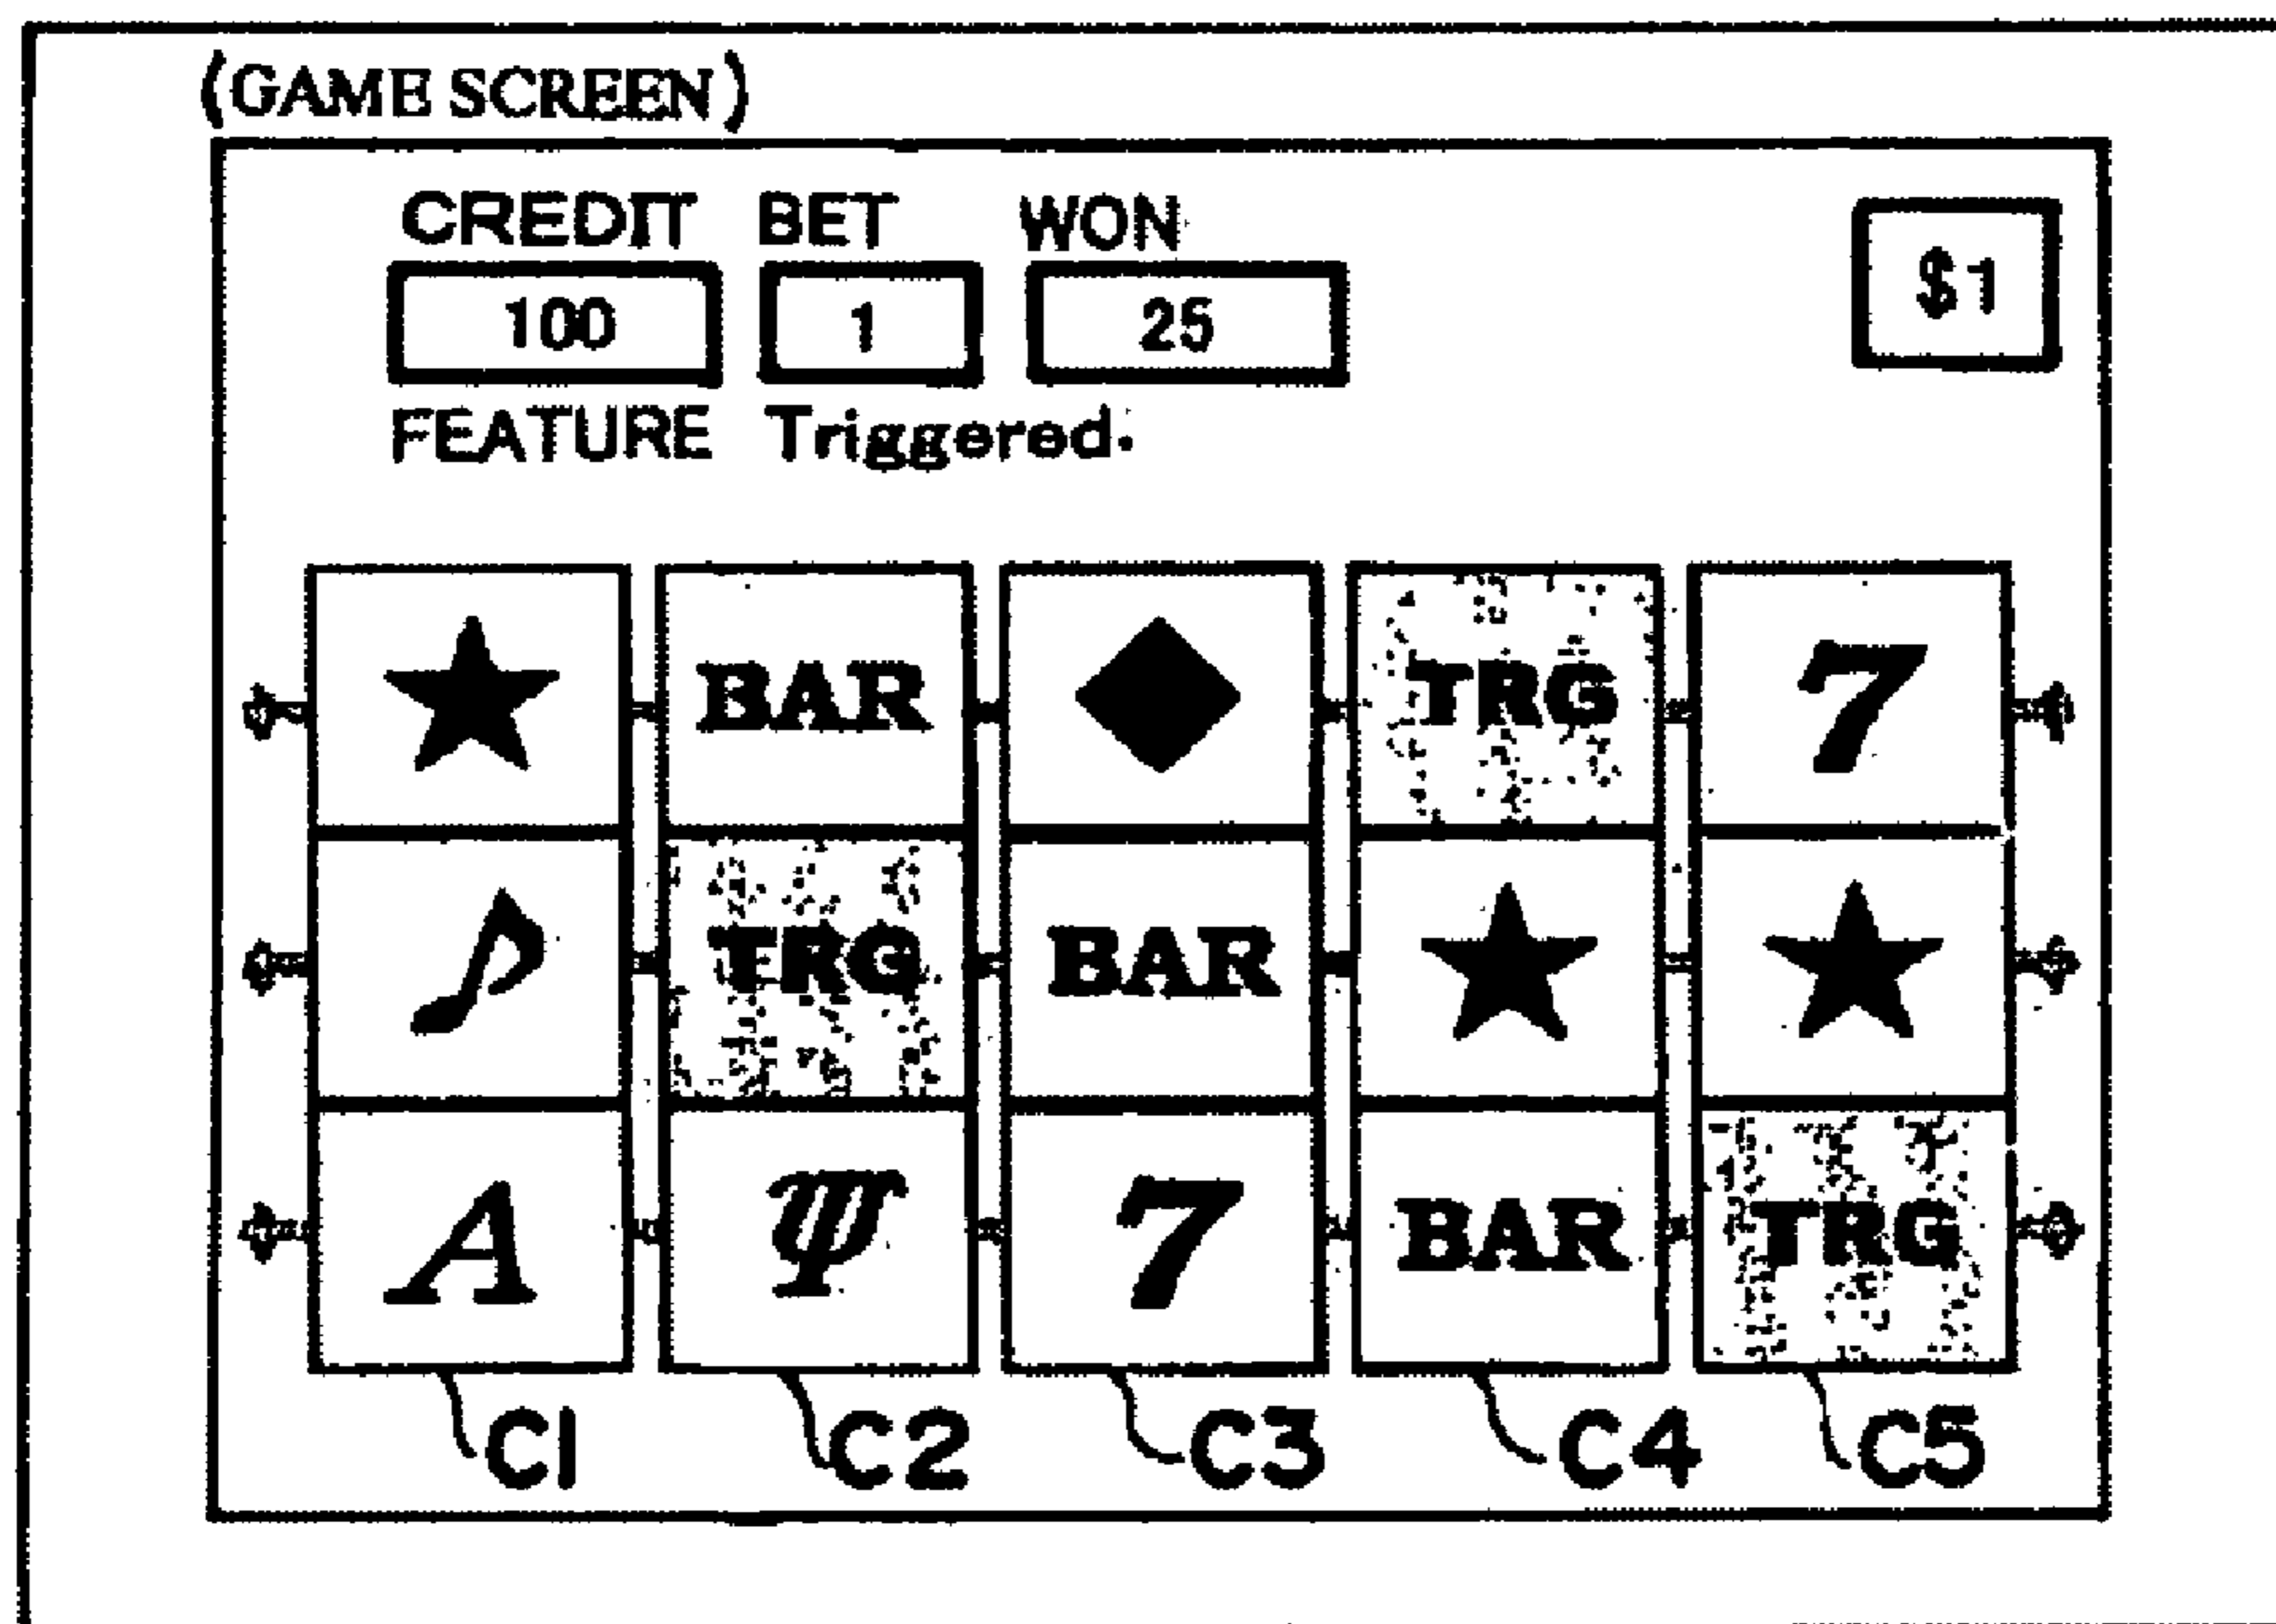 (GAME SCREEN)
CREDIT BET WON
100 1 25 $1
FEATURE Triggered.
BAR TRG 7
TRG BAR
A Ψ 7 BAR TRG
C1 C2 C3 C4 C5